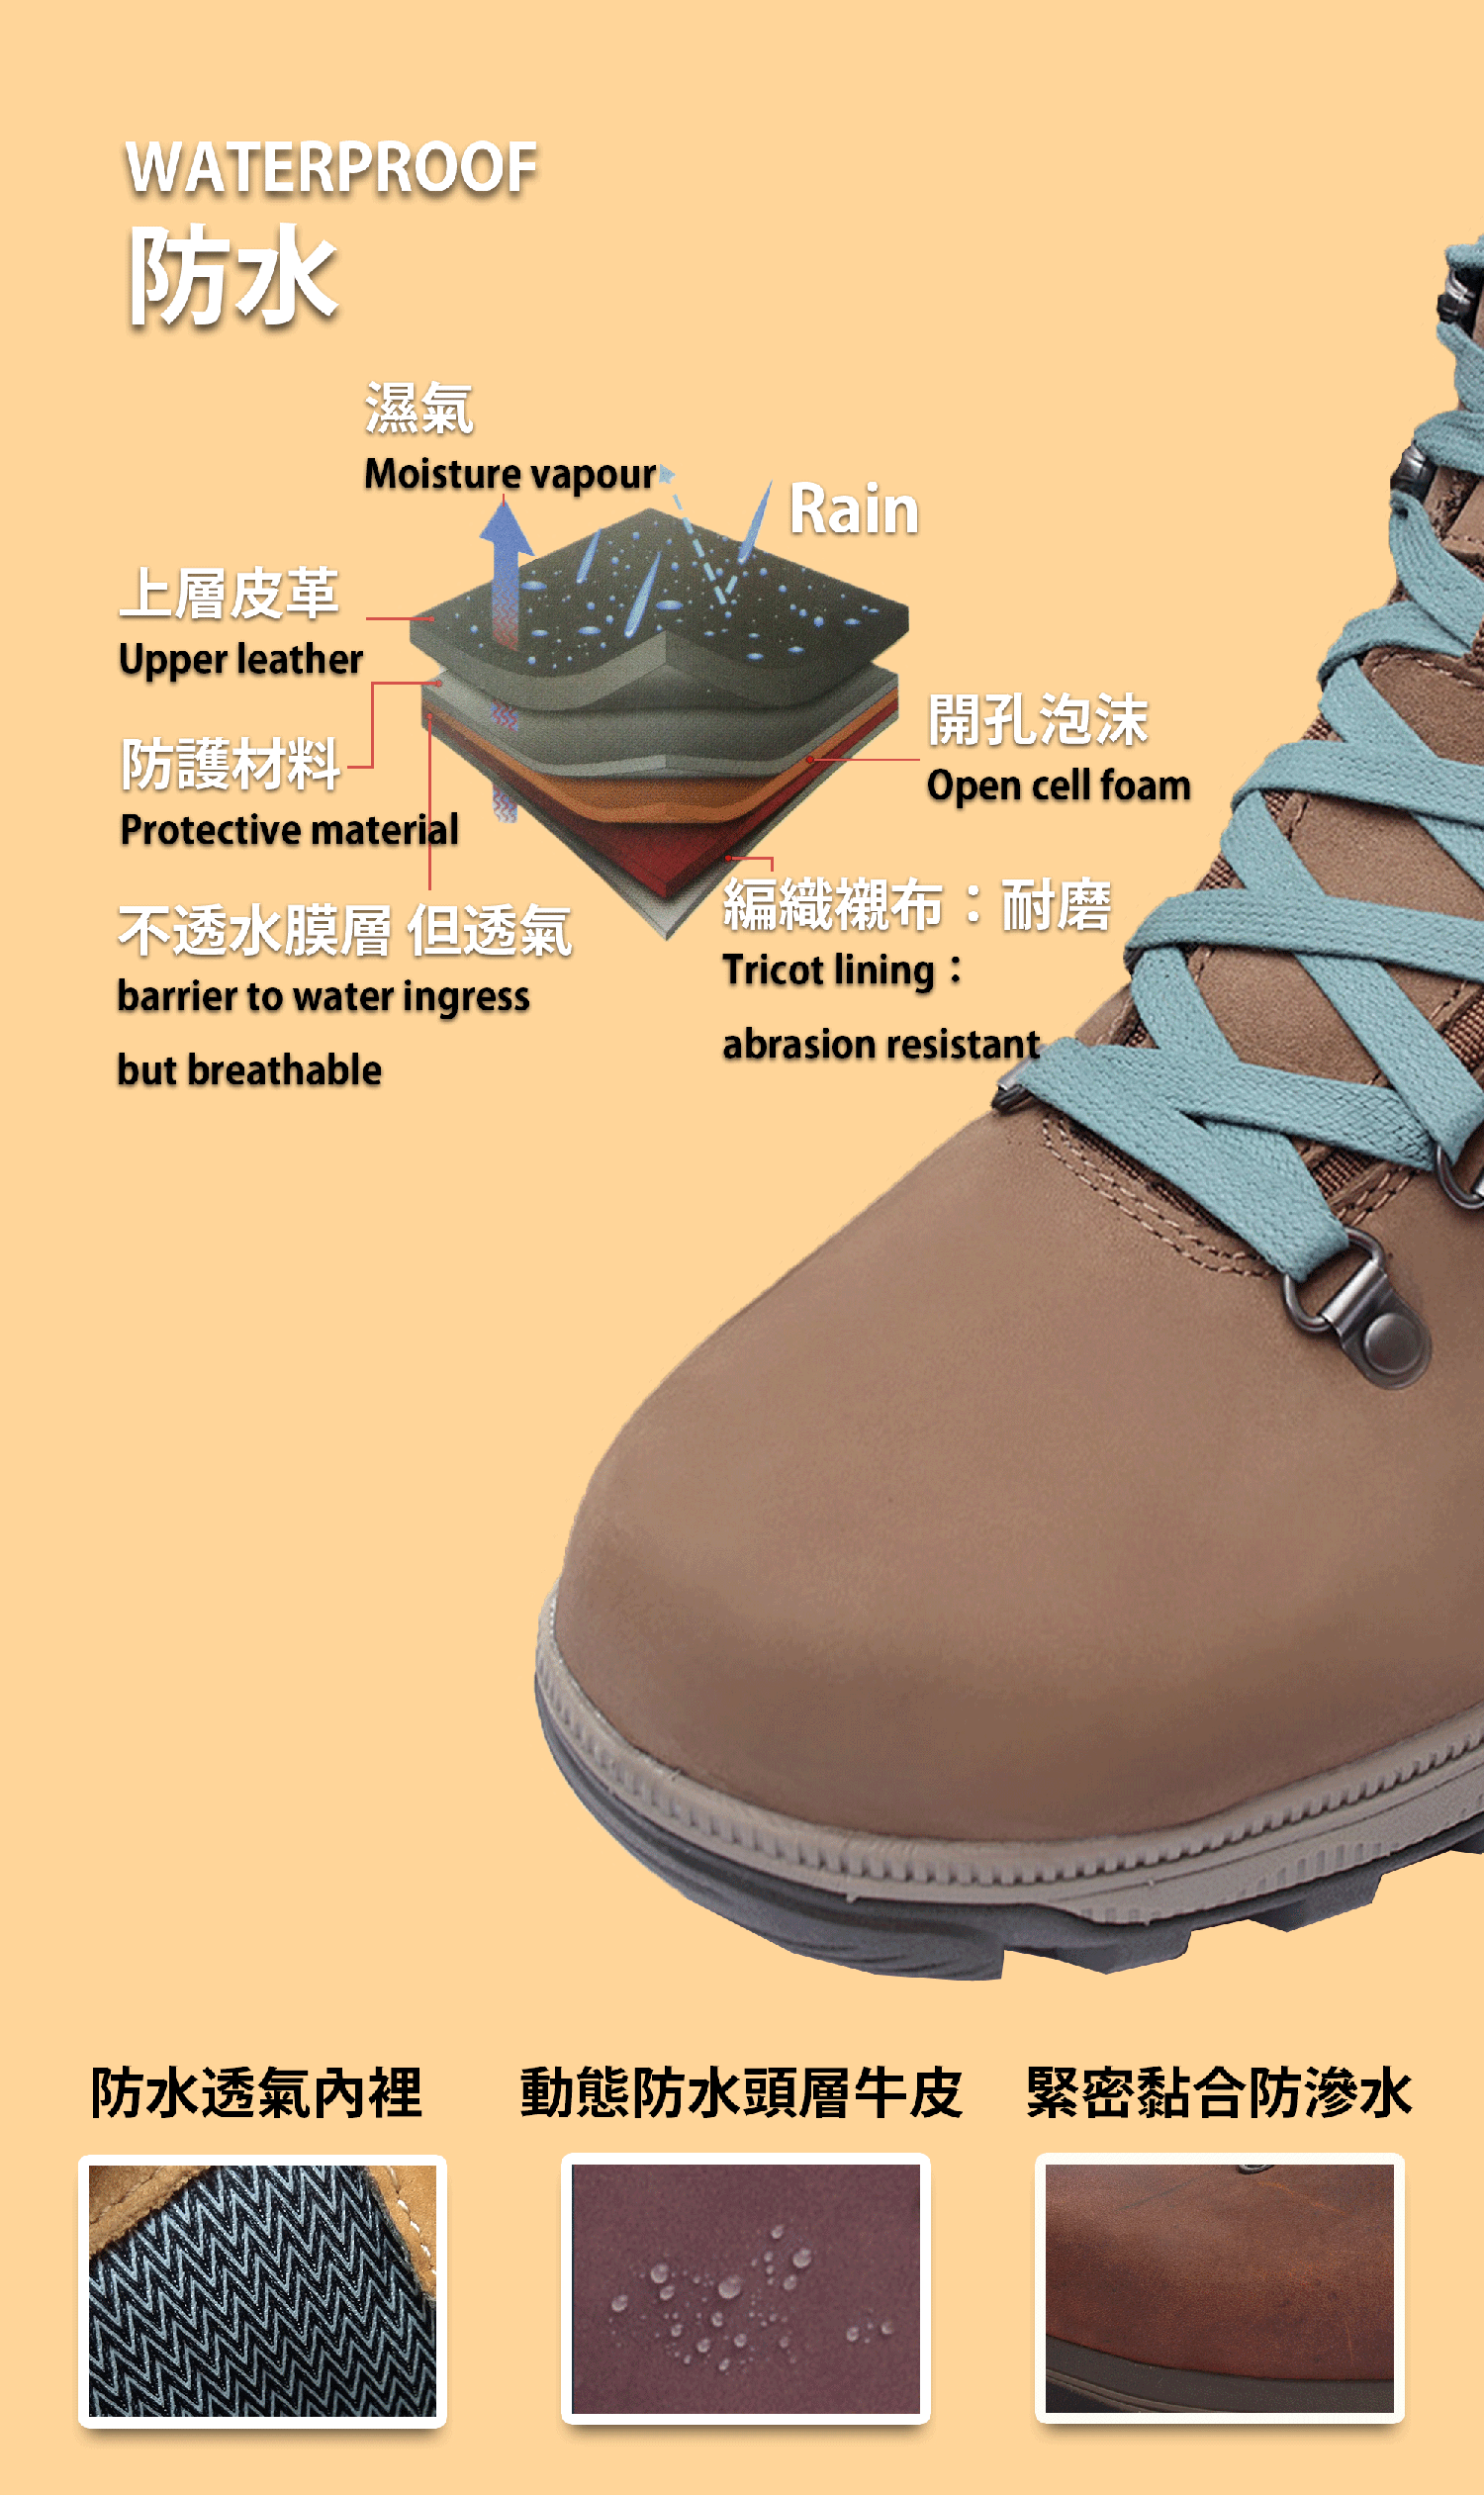 WATERPROOF
防水
濕氣
Moisture vapour
Rain
上層皮革
Upper leather
防護材料
Protective material
開孔泡沫
Open cell foam
不透水膜層 但透氣
barrier to water ingress
but breathable
編織襯布：耐磨
Tricot lining：
abrasion resistant
防水透氣內裡
動態防水頭層牛皮
緊密黏合防滲水